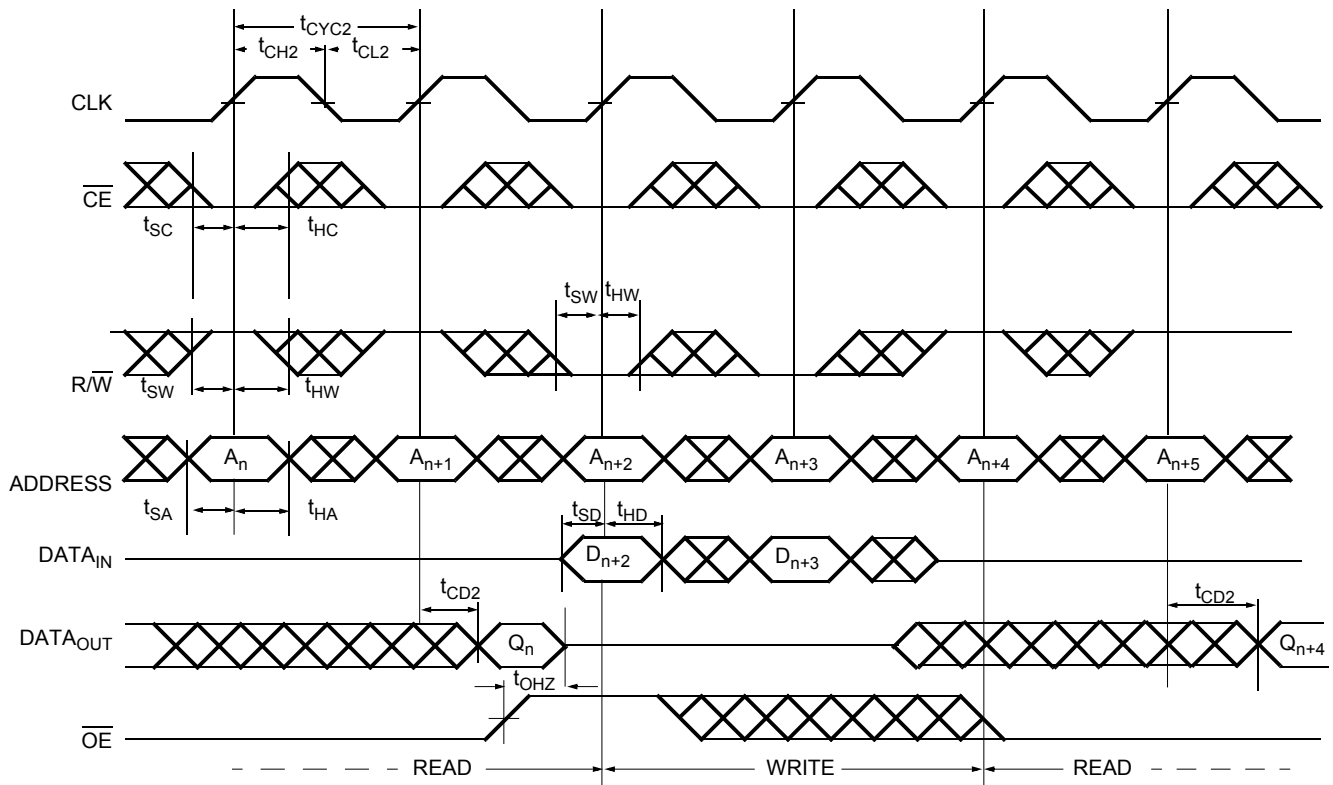 tCYC2
tCH2 tCL2
CLK
CE
tSC tHC
tSW tHW
R/W
tSW tHW
ADDRESS An An+1 An+2 An+3 An+4 An+5
tSA tHA
tSD tHD
DATAIN Dn+2 Dn+3
tCD2 tCD2
DATAOUT Qn Qn+4
tOHZ
OE
READ WRITE READ